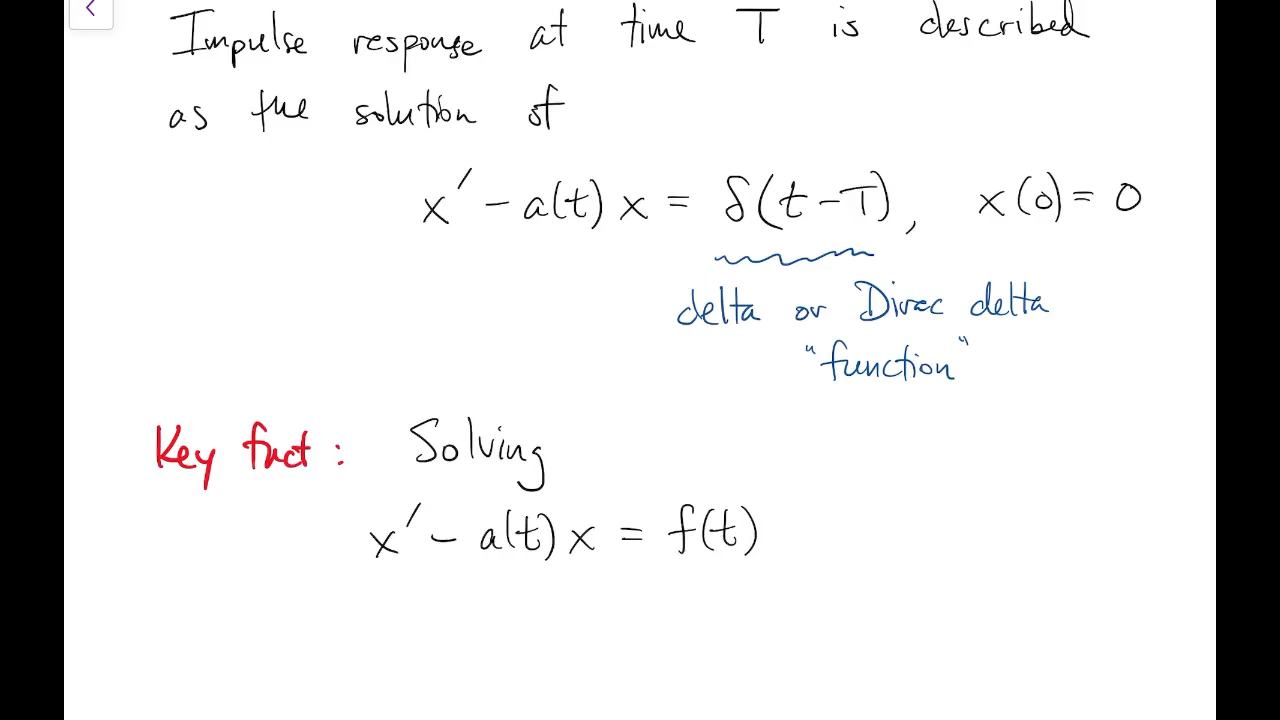 Impulse response at time T is described
as the solution of
x′ - a(t) x = δ(t-T), x(0) = 0
delta or Dirac delta
"function"
Key fact: Solving
x′ - a(t) x = f(t)